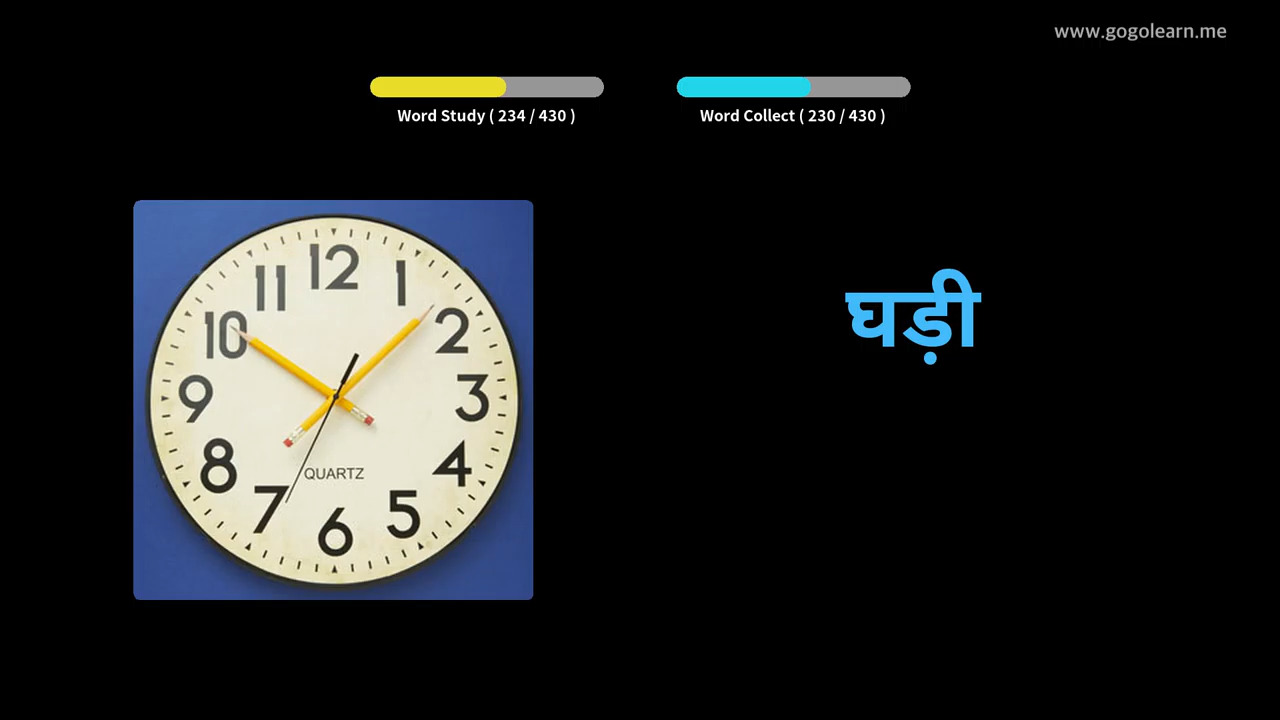 www.gogolearn.me
Word Study ( 234 / 430 )
Word Collect ( 230 / 430 )
12
11
1
10
2
9
3
8
4
QUARTZ
7
5
6
घड़ी